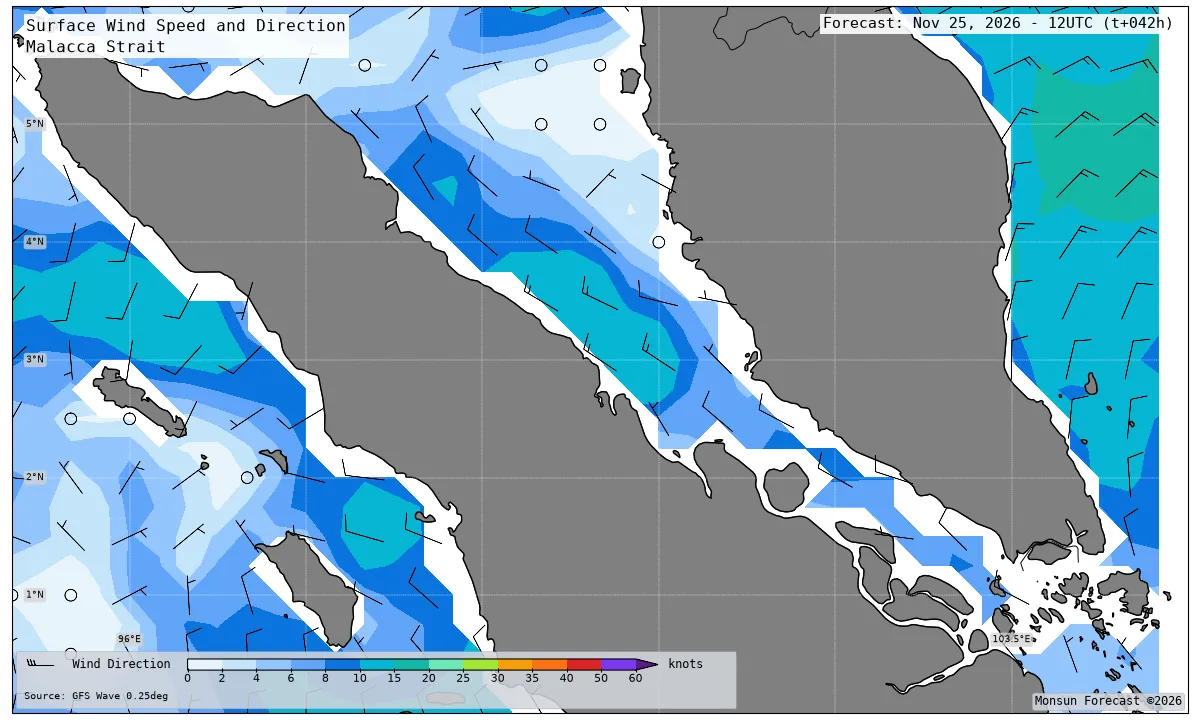 Surface Wind Speed and Direction
Malacca Strait
Forecast: Nov 25, 2026 - 12UTC (t+042h)
5°N
4°N
3°N
2°N
1°N
96°E
103.5°E
Wind Direction
0 2 4 6 8 10 15 20 25 30 35 40 50 60
knots
Source: GFS Wave 0.25deg
Monsun Forecast ©2026